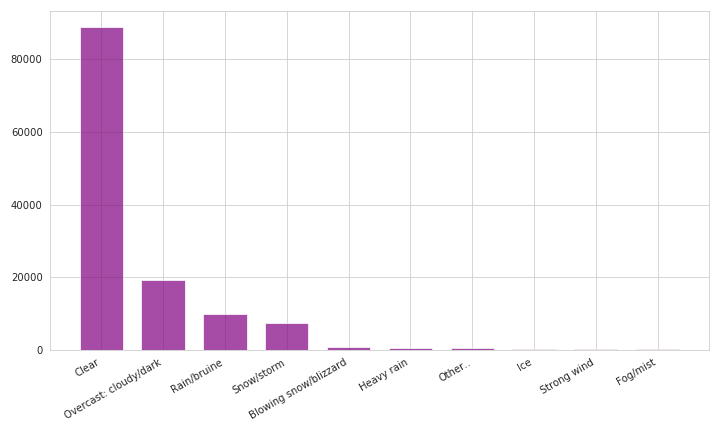 80000
60000
40000
20000
0
Clear
Overcast: cloudy/dark
Rain/bruine
Snow/storm
Blowing snow/blizzard
Heavy rain
Other..
Ice
Strong wind
Fog/mist